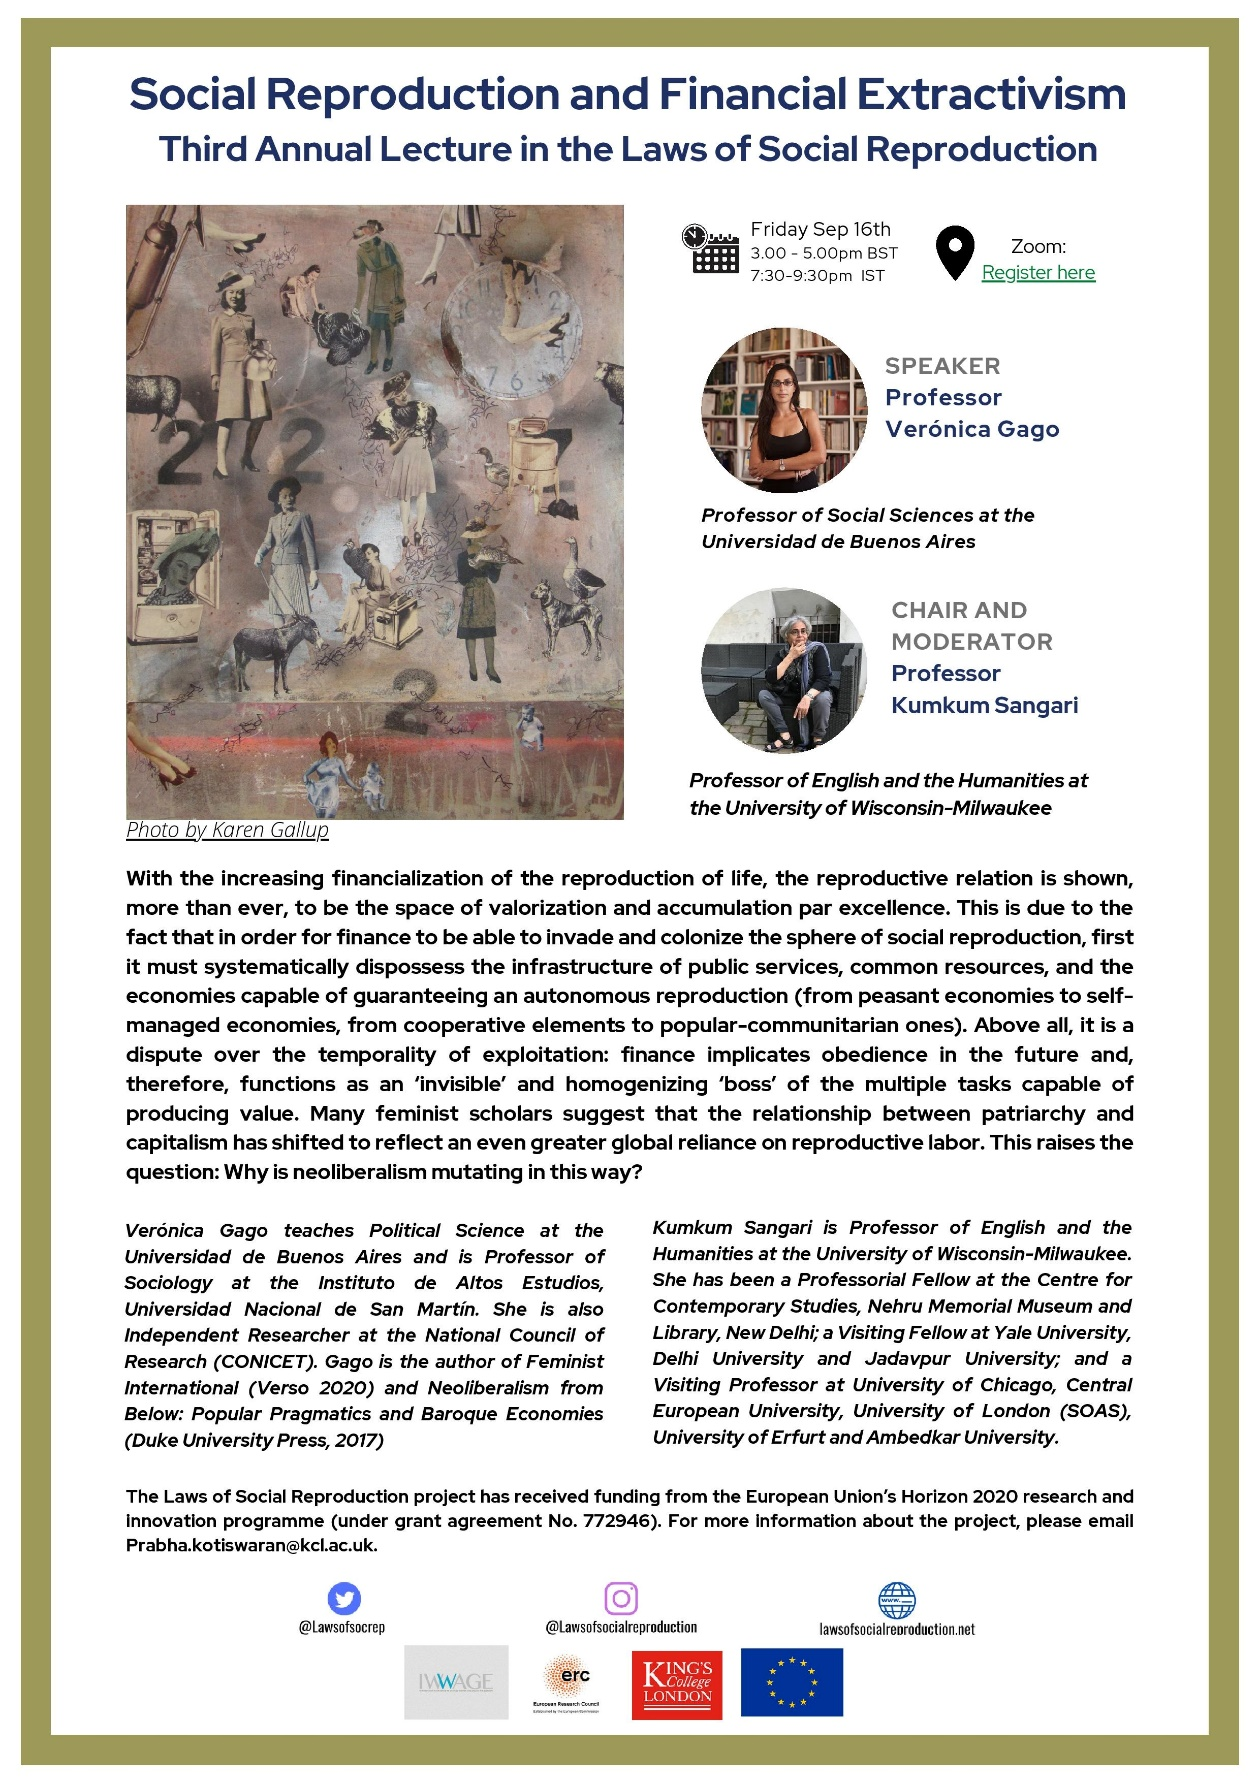 Social Reproduction and Financial Extractivism
Third Annual Lecture in the Laws of Social Reproduction
Friday Sep 16th
3.00 - 5.00pm BST
7:30-9:30pm IST
Zoom:
Register here
SPEAKER
Professor
Verónica Gago
Professor of Social Sciences at the
Universidad de Buenos Aires
CHAIR AND
MODERATOR
Professor
Kumkum Sangari
Professor of English and the Humanities at
the University of Wisconsin-Milwaukee
12
2
7
6
5
2 2
2
Photo by Karen Gallup
With the increasing financialization of the reproduction of life, the reproductive relation is shown,
more than ever, to be the space of valorization and accumulation par excellence. This is due to the
fact that in order for finance to be able to invade and colonize the sphere of social reproduction, first
it must systematically dispossess the infrastructure of public services, common resources, and the
economies capable of guaranteeing an autonomous reproduction (from peasant economies to self-
managed economies, from cooperative elements to popular-communitarian ones). Above all, it is a
dispute over the temporality of exploitation: finance implicates obedience in the future and,
therefore, functions as an ‘invisible’ and homogenizing ‘boss’ of the multiple tasks capable of
producing value. Many feminist scholars suggest that the relationship between patriarchy and
capitalism has shifted to reflect an even greater global reliance on reproductive labor. This raises the
question: Why is neoliberalism mutating in this way?
Verónica Gago teaches Political Science at the
Universidad de Buenos Aires and is Professor of
Sociology at the Instituto de Altos Estudios,
Universidad Nacional de San Martín. She is also
Independent Researcher at the National Council of
Research (CONICET). Gago is the author of Feminist
International (Verso 2020) and Neoliberalism from
Below: Popular Pragmatics and Baroque Economies
(Duke University Press, 2017)
Kumkum Sangari is Professor of English and the
Humanities at the University of Wisconsin-Milwaukee.
She has been a Professorial Fellow at the Centre for
Contemporary Studies, Nehru Memorial Museum and
Library, New Delhi; a Visiting Fellow at Yale University,
Delhi University and Jadavpur University; and a
Visiting Professor at University of Chicago, Central
European University, University of London (SOAS),
University of Erfurt and Ambedkar University.
The Laws of Social Reproduction project has received funding from the European Union’s Horizon 2020 research and
innovation programme (under grant agreement No. 772946). For more information about the project, please email
Prabha.kotiswaran@kcl.ac.uk.
www.
@Lawsofsocrep
@Lawsofsocialreproduction
lawsofsocialreproduction.net
IWWAGE
erc
European Research Council
Established by the European Commission
KING'S
College
LONDON